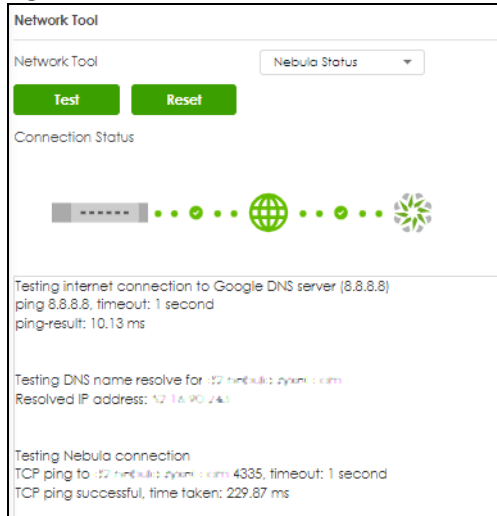 Network Tool
Network Tool
Nebula Status
Test
Reset
Connection Status
Testing internet connection to Google DNS server (8.8.8.8)
ping 8.8.8.8, timeout: 1 second
ping-result: 10.13 ms
Testing DNS name resolve for
Resolved IP address:
Testing Nebula connection
TCP ping to 4335, timeout: 1 second
TCP ping successful, time taken: 229.87 ms